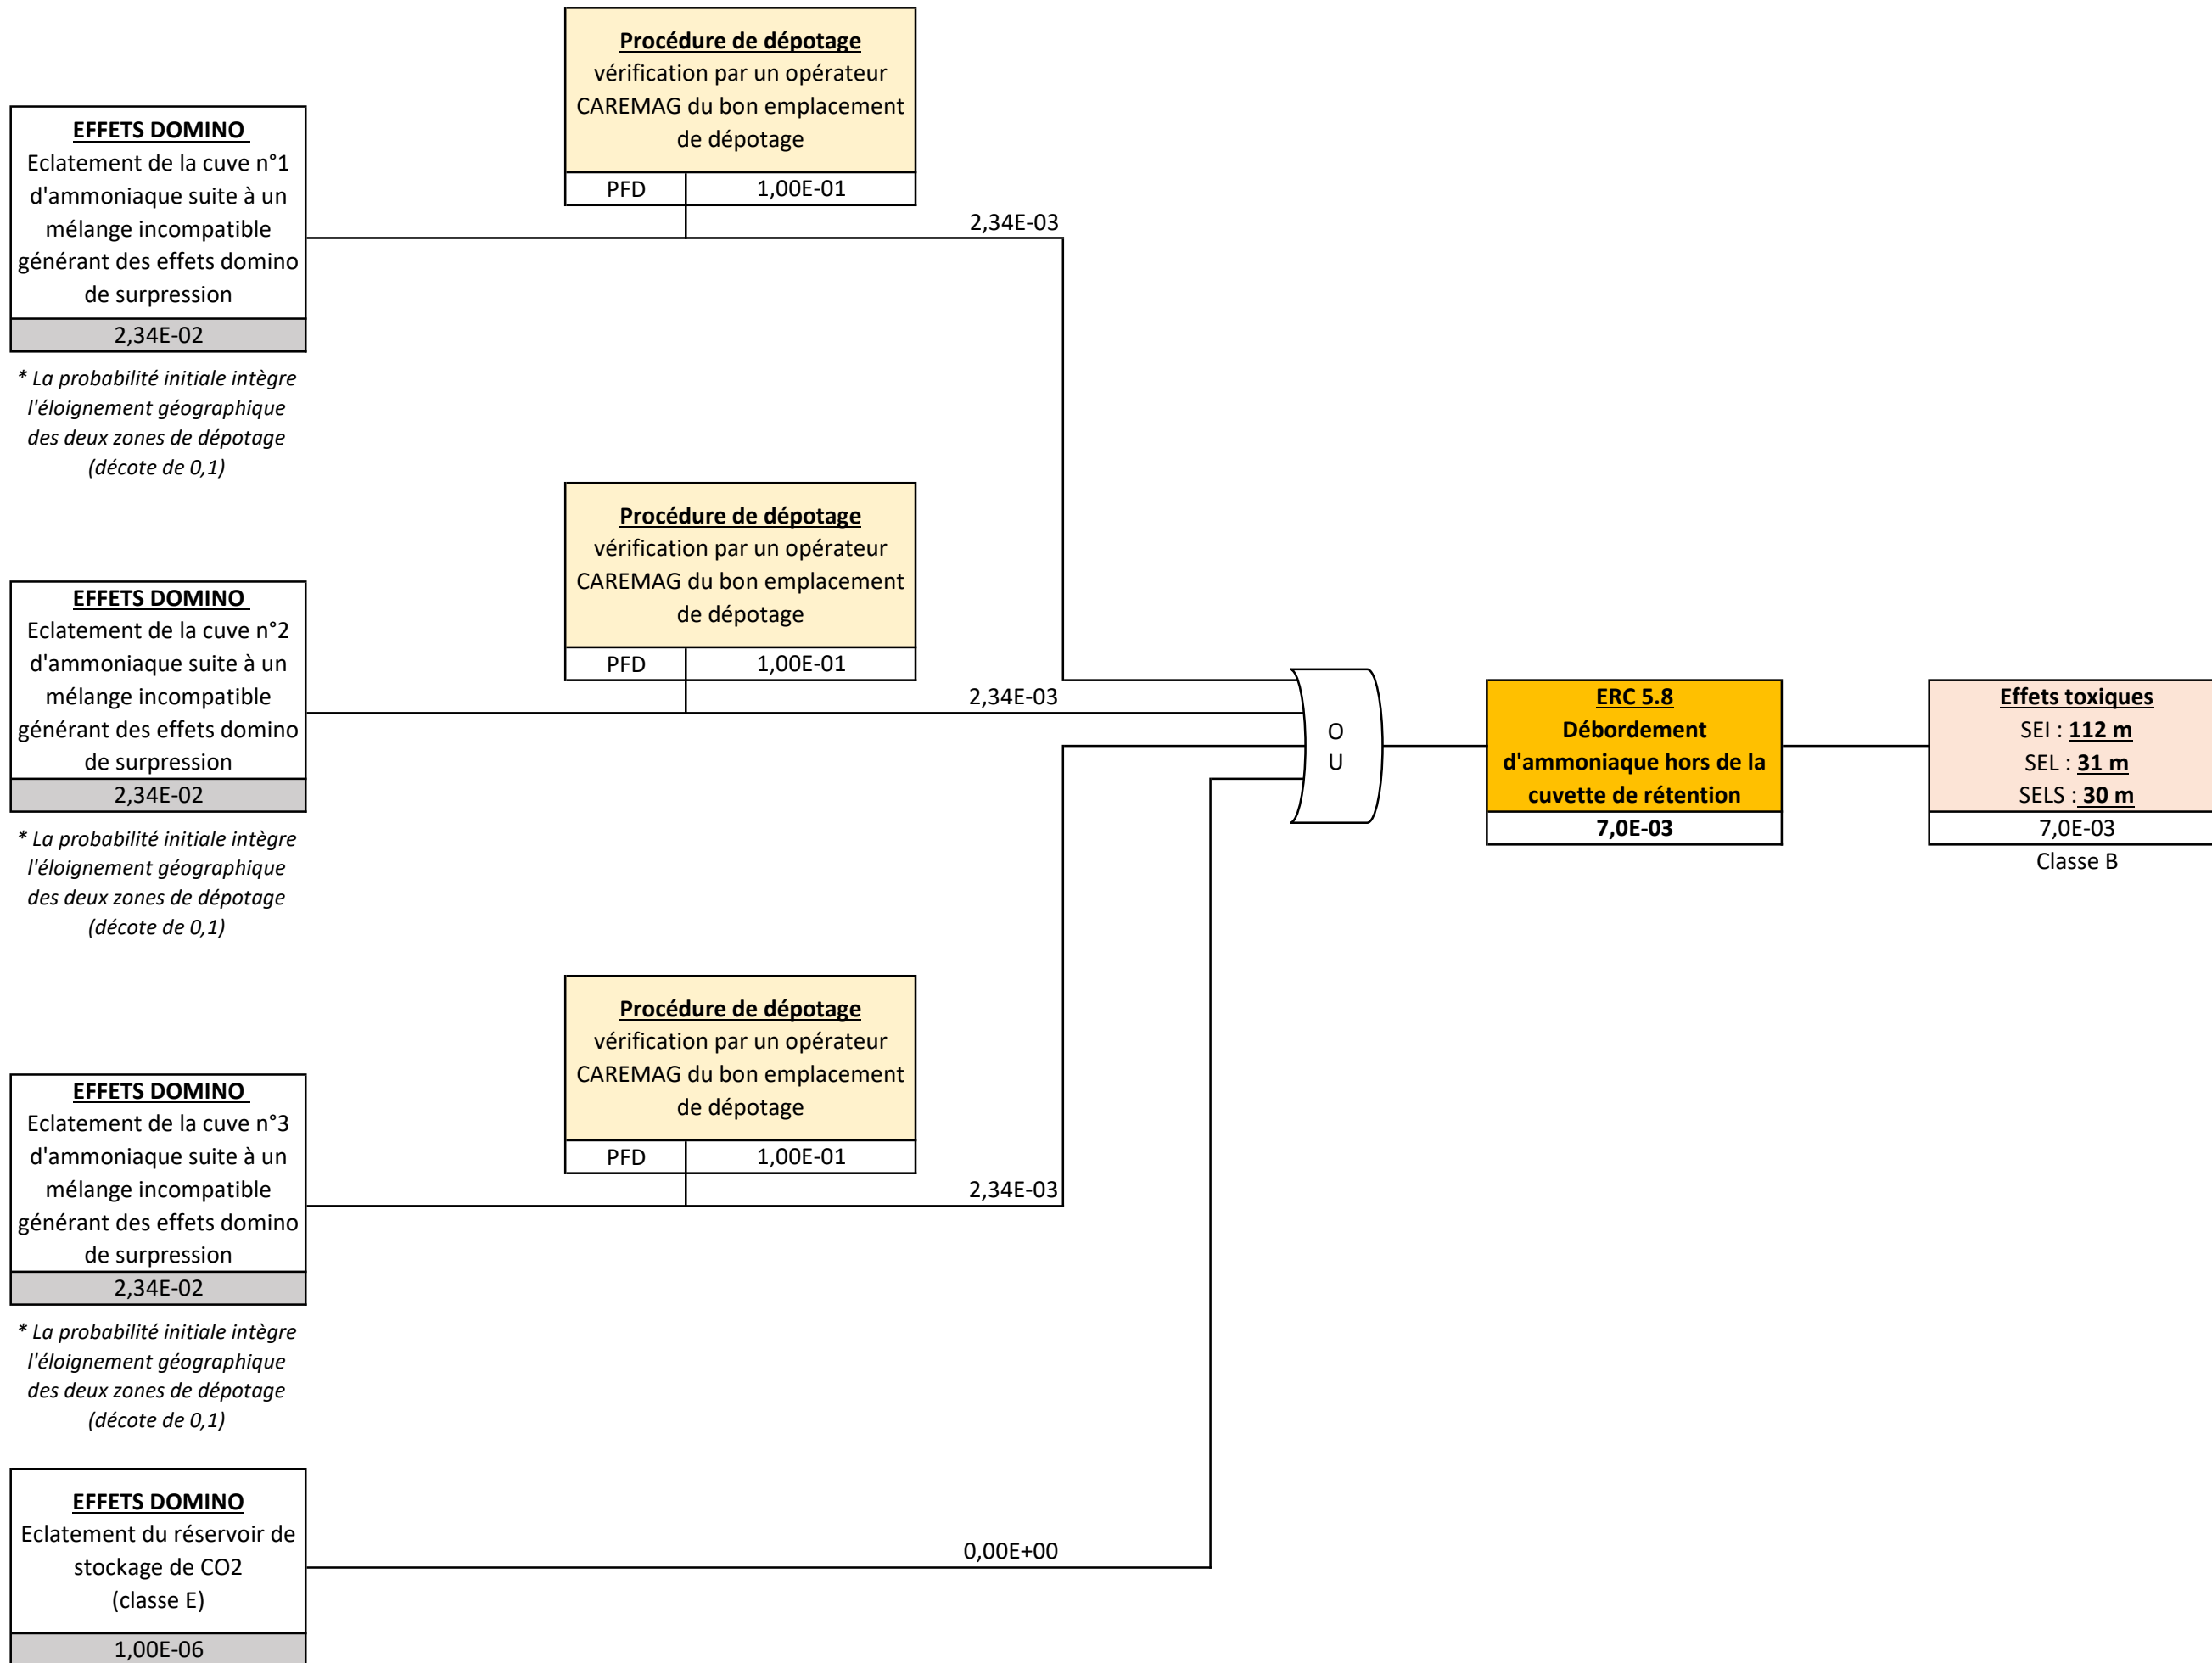 Procédure de dépotage
vérification par un opérateur
CAREMAG du bon emplacement
de dépotage
PFD
1,00E-01
EFFETS DOMINO
Eclatement de la cuve n°1
d'ammoniaque suite à un
mélange incompatible
générant des effets domino
de surpression
2,34E-02
2,34E-03
* La probabilité initiale intègre
l'éloignement géographique
des deux zones de dépotage
(décote de 0,1)
Procédure de dépotage
vérification par un opérateur
CAREMAG du bon emplacement
de dépotage
PFD
1,00E-01
EFFETS DOMINO
Eclatement de la cuve n°2
d'ammoniaque suite à un
mélange incompatible
générant des effets domino
de surpression
2,34E-02
2,34E-03
* La probabilité initiale intègre
l'éloignement géographique
des deux zones de dépotage
(décote de 0,1)
O
U
ERC 5.8
Débordement
d'ammoniaque hors de la
cuvette de rétention
7,0E-03
Effets toxiques
SEI : 112 m
SEL : 31 m
SELS : 30 m
7,0E-03
Classe B
Procédure de dépotage
vérification par un opérateur
CAREMAG du bon emplacement
de dépotage
PFD
1,00E-01
EFFETS DOMINO
Eclatement de la cuve n°3
d'ammoniaque suite à un
mélange incompatible
générant des effets domino
de surpression
2,34E-02
2,34E-03
* La probabilité initiale intègre
l'éloignement géographique
des deux zones de dépotage
(décote de 0,1)
EFFETS DOMINO
Eclatement du réservoir de
stockage de CO2
(classe E)
1,00E-06
0,00E+00